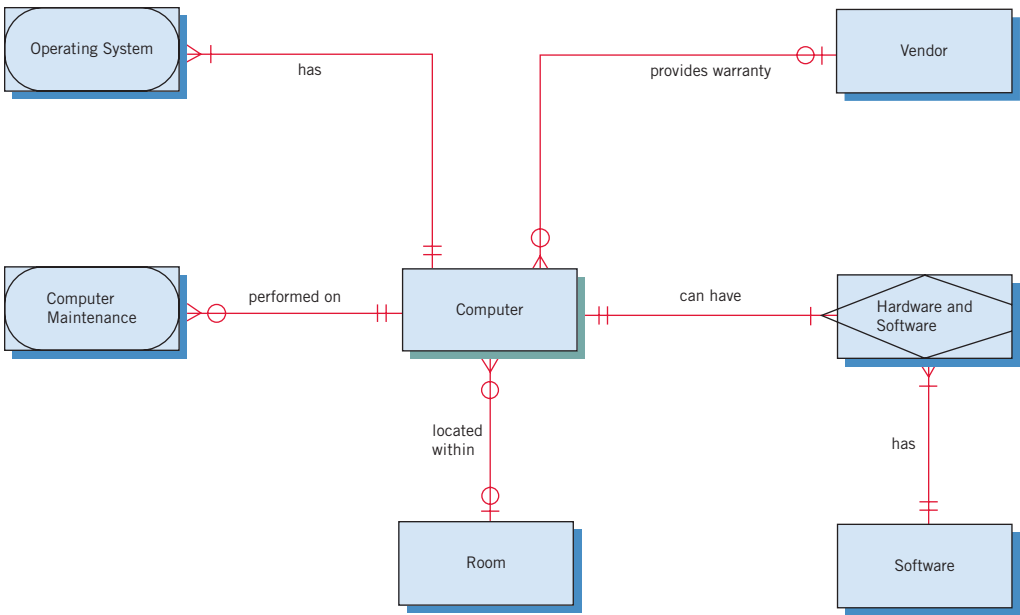 Operating System
has
provides warranty
Vendor
Computer
Maintenance
performed on
Computer
can have
Hardware and
Software
located
within
has
Room
Software